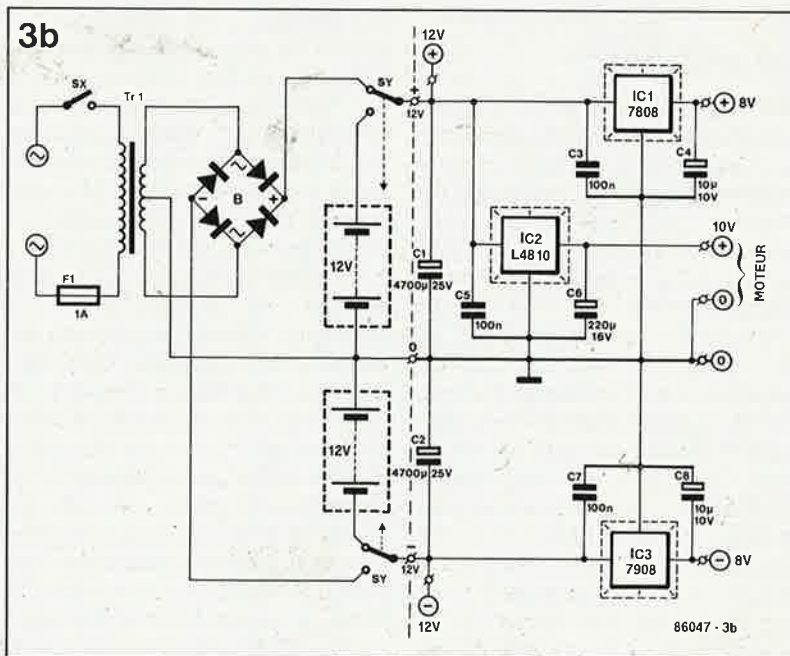 3b
SX
Tr 1
F1
1A
B
~
~
-
+
SY
12V
12V
SY
+
12V
0
-
12V
12V
+
-
12V
C1
4700µ 25V
C2
4700µ 25V
IC1
7808
C3
100n
C4
10µ
10V
+ 8V
IC2
L4810
C5
100n
C6
220µ
16V
10V
+
0
MOTEUR
0
C7
100n
C8
10µ
10V
IC3
7908
- 8V
86047 - 3b